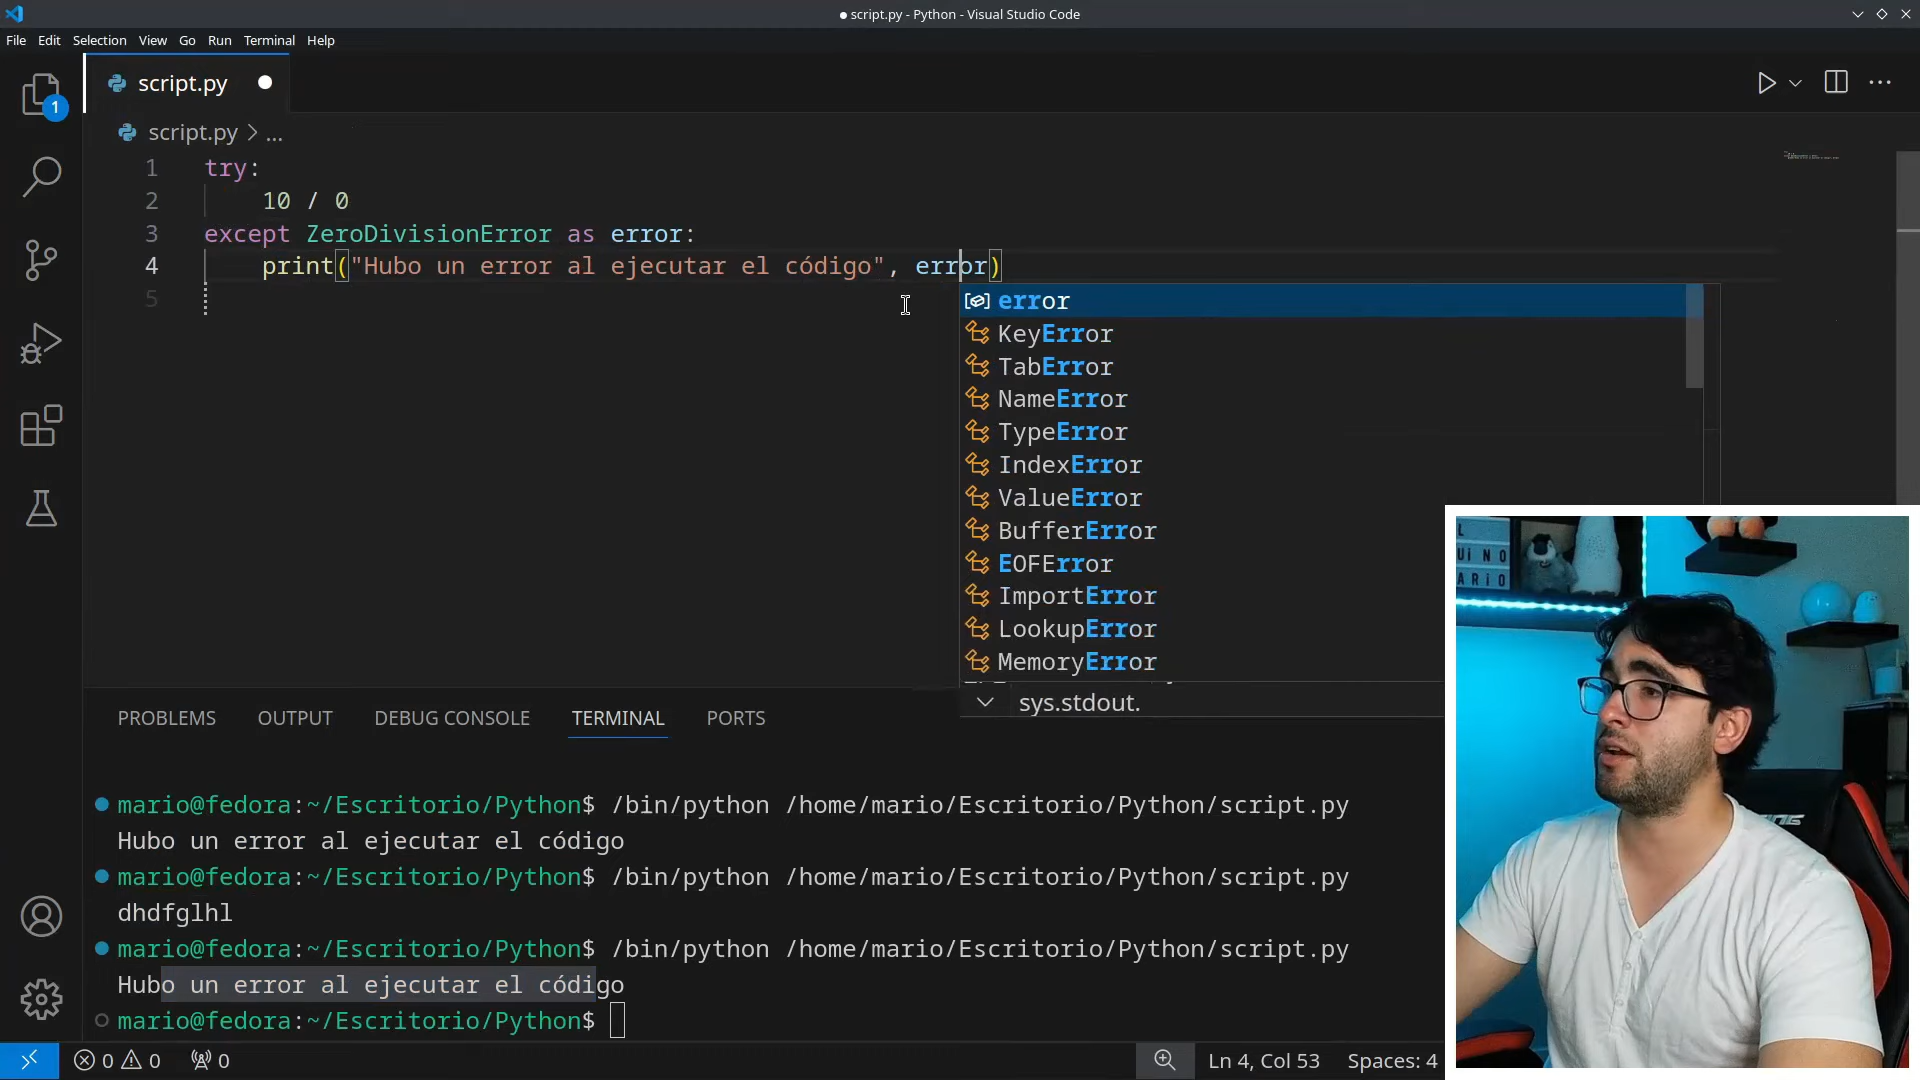 script.py - Python - Visual Studio Code
File Edit Selection View Go Run Terminal Help
1
script.py
script.py > ...
1 try:
2 10 / 0
3 except ZeroDivisionError as error:
4 print("Hubo un error al ejecutar el código", error)
5
error
KeyError
TabError
NameError
TypeError
IndexError
ValueError
BufferError
EOFError
ImportError
LookupError
MemoryError
sys.stdout.
PROBLEMS OUTPUT DEBUG CONSOLE TERMINAL PORTS
mario@fedora:~/Escritorio/Python$ /bin/python /home/mario/Escritorio/Python/script.py
Hubo un error al ejecutar el código
mario@fedora:~/Escritorio/Python$ /bin/python /home/mario/Escritorio/Python/script.py
dhdfglhl
mario@fedora:~/Escritorio/Python$ /bin/python /home/mario/Escritorio/Python/script.py
Hubo un error al ejecutar el código
mario@fedora:~/Escritorio/Python$
0 0 0 Ln 4, Col 53 Spaces: 4